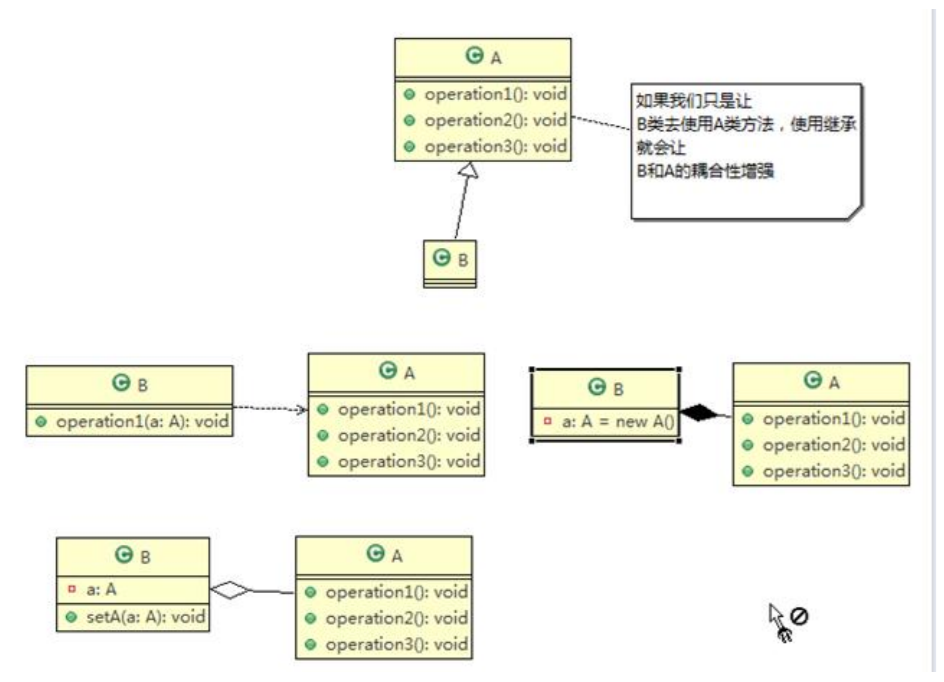 A
operation1(): void
operation2(): void
operation3(): void
如果我们只是让
B类去使用A类方法，使用继承
就会让
B和A的耦合性增强
B
B
operation1(a: A): void
A
operation1(): void
operation2(): void
operation3(): void
B
a: A = new A()
A
operation1(): void
operation2(): void
operation3(): void
B
a: A
setA(a: A): void
A
operation1(): void
operation2(): void
operation3(): void